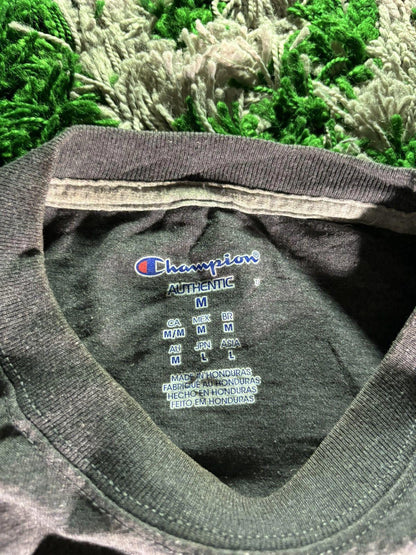 Champion
AUTHENTIC
M
CA MEX BR
M/M M M
AU JPN ASIA
M L L
MADE IN HONDURAS
FABRIQUÉ AU HONDURAS
HECHO EN HONDURAS
FEITO EM HONDURAS